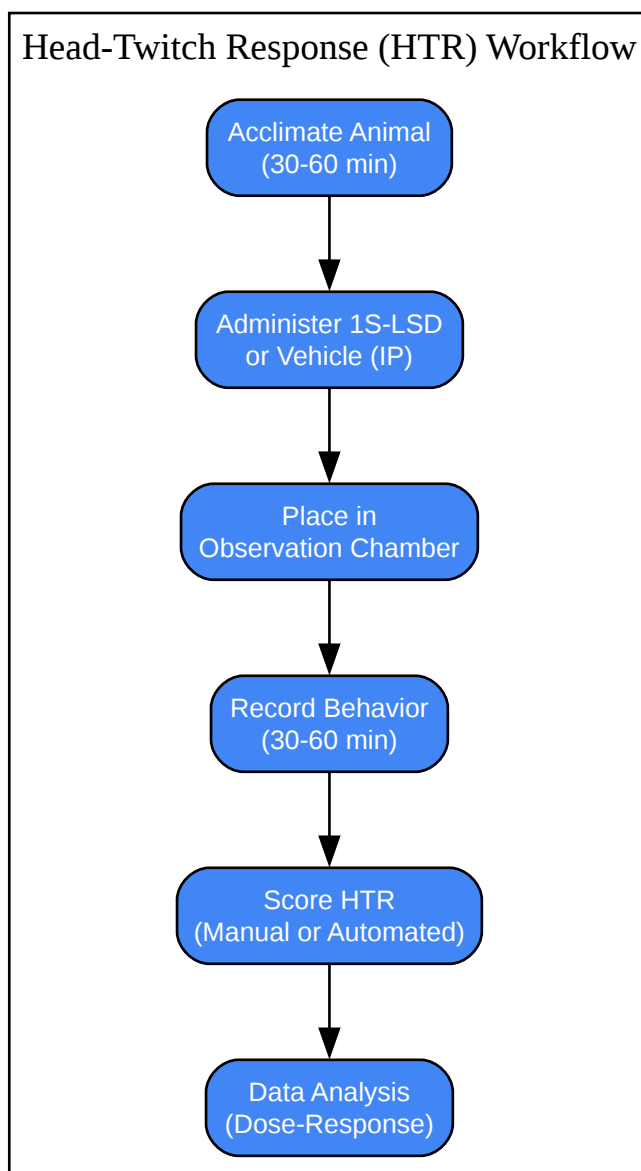 Head-Twitch Response (HTR) Workflow
Acclimate Animal
(30-60 min)
Administer 1S-LSD
or Vehicle (IP)
Place in
Observation Chamber
Record Behavior
(30-60 min)
Score HTR
(Manual or Automated)
Data Analysis
(Dose-Response)